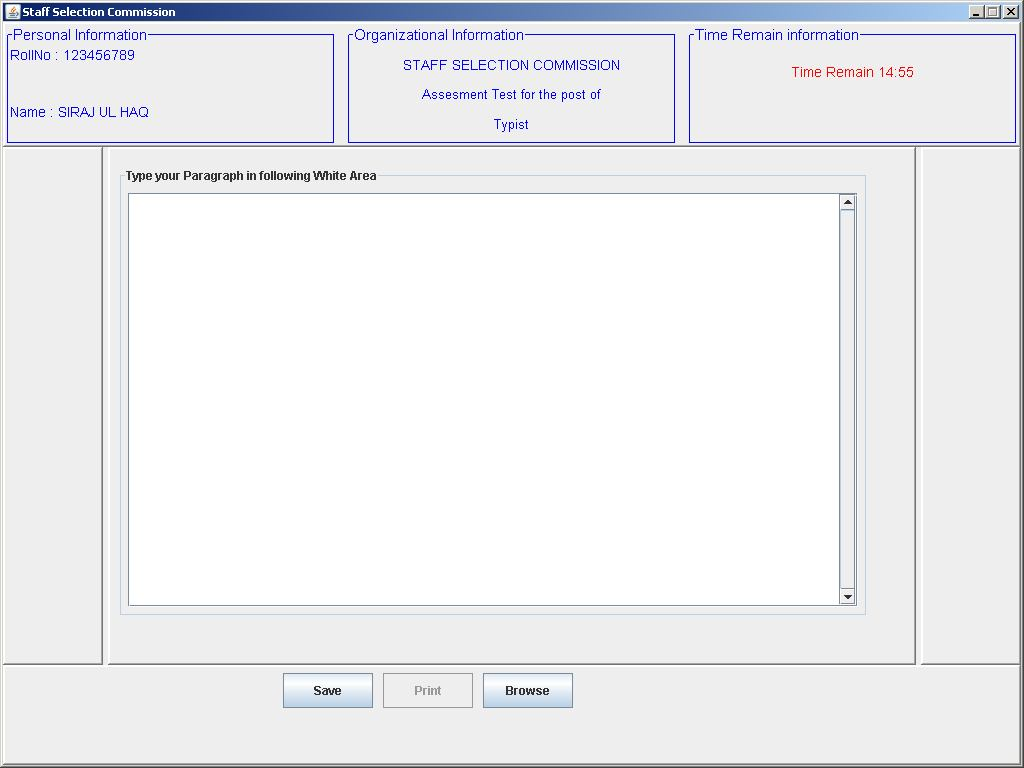 Staff Selection Commission
Personal Information
RollNo : 123456789
Name : SIRAJ UL HAQ
Organizational Information
STAFF SELECTION COMMISSION
Assesment Test for the post of
Typist
Time Remain information
Time Remain 14:55
Type your Paragraph in following White Area
Save
Print
Browse